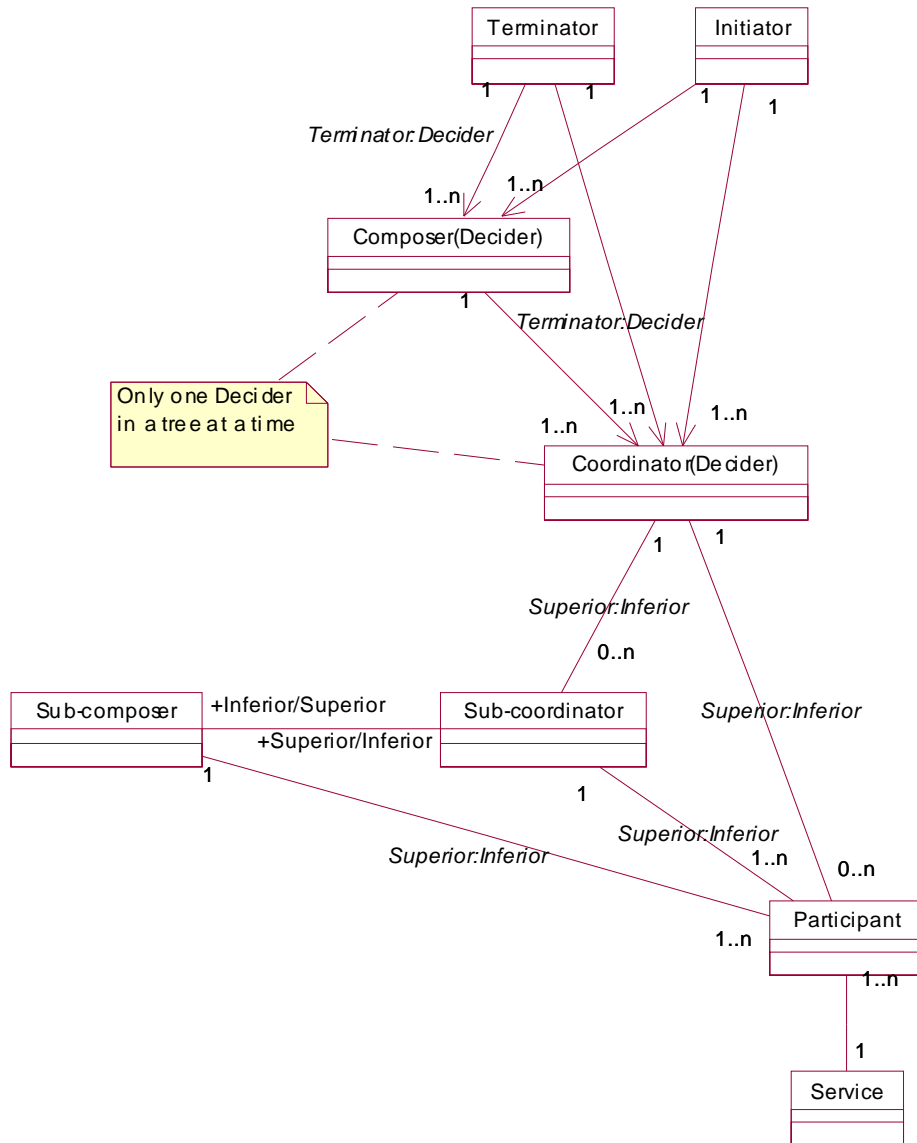 Terminator
Initiator
1
1
1
1
Terminator:Decider
1..n
1..n
Composer(Decider)
1
Terminator:Decider
Only one Decider
in a tree at a time
1..n
1..n
1..n
Coordinator(Decider)
1
1
Superior:Inferior
0..n
Sub-composer
+Inferior/Superior
Sub-coordinator
Superior:Inferior
+Superior/Inferior
1
1
Superior:Inferior
Superior:Inferior
1..n
0..n
Participant
1..n
1..n
1
Service